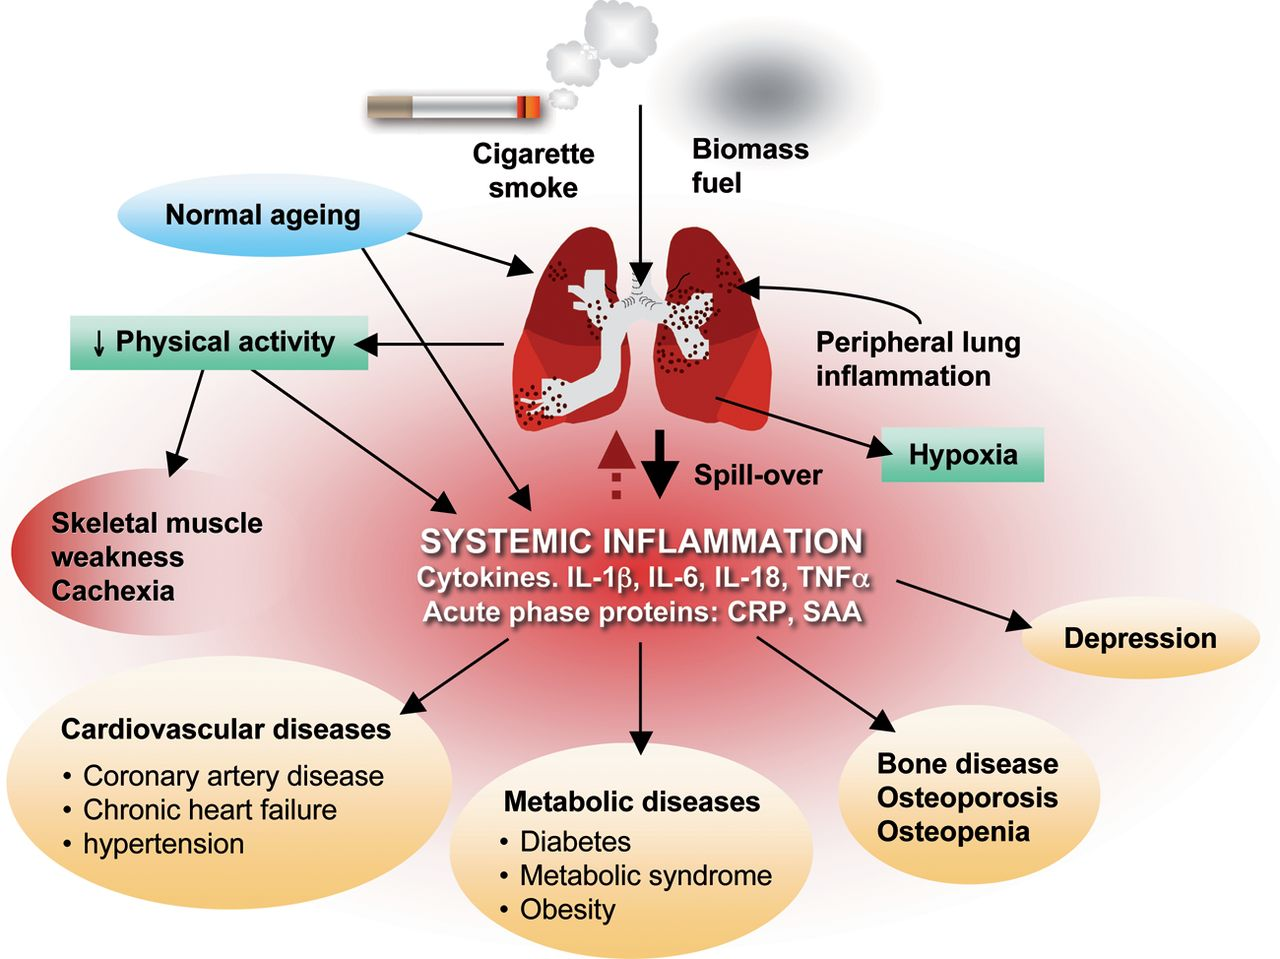 Cigarette
smoke
Biomass
fuel
Normal ageing
↓ Physical activity
Peripheral lung
inflammation
Hypoxia
Spill-over
Skeletal muscle
weakness
Cachexia
SYSTEMIC INFLAMMATION
Cytokines. IL-1β, IL-6, IL-18, TNFα
Acute phase proteins: CRP, SAA
Depression
Cardiovascular diseases
• Coronary artery disease
• Chronic heart failure
• hypertension
Metabolic diseases
• Diabetes
• Metabolic syndrome
• Obesity
Bone disease
Osteoporosis
Osteopenia